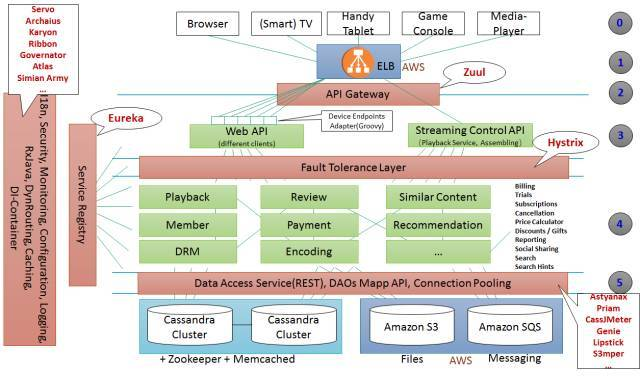 Servo
Archaius
Karyon
Ribbon
Governator
Atlas
Simian Army
Browser
(Smart) TV
Handy
Tablet
Game
Console
Media-
Player
0
ELB
AWS
1
Zuul
API Gateway
2
Eureka
Device Endpoints
Adapter(Groovy)
Web API
(different clients)
Streaming Control API
(Playback Service, Assembling)
3
Hystrix
I18n, Security, Monitoring, Configuration, Logging,
RxJava, DynRouting, Caching,
DI-Container
Service Registry
Fault Tolerance Layer
Playback
Review
Similar Content
Member
Payment
Recommendation
DRM
Encoding
...
Billing
Trials
Subscriptions
Cancellation
Price Calculator
Discounts / Gifts
Reporting
Social Sharing
Search
Search Hints
4
Data Access Service(REST), DAOs Mapp API, Connection Pooling
5
Cassandra
Cluster
Cassandra
Cluster
+ Zookeeper + Memcached
Amazon S3
Amazon SQS
Files
AWS
Messaging
Astyanax
Priam
CassJMeter
Genie
Lipstick
S3mper
...